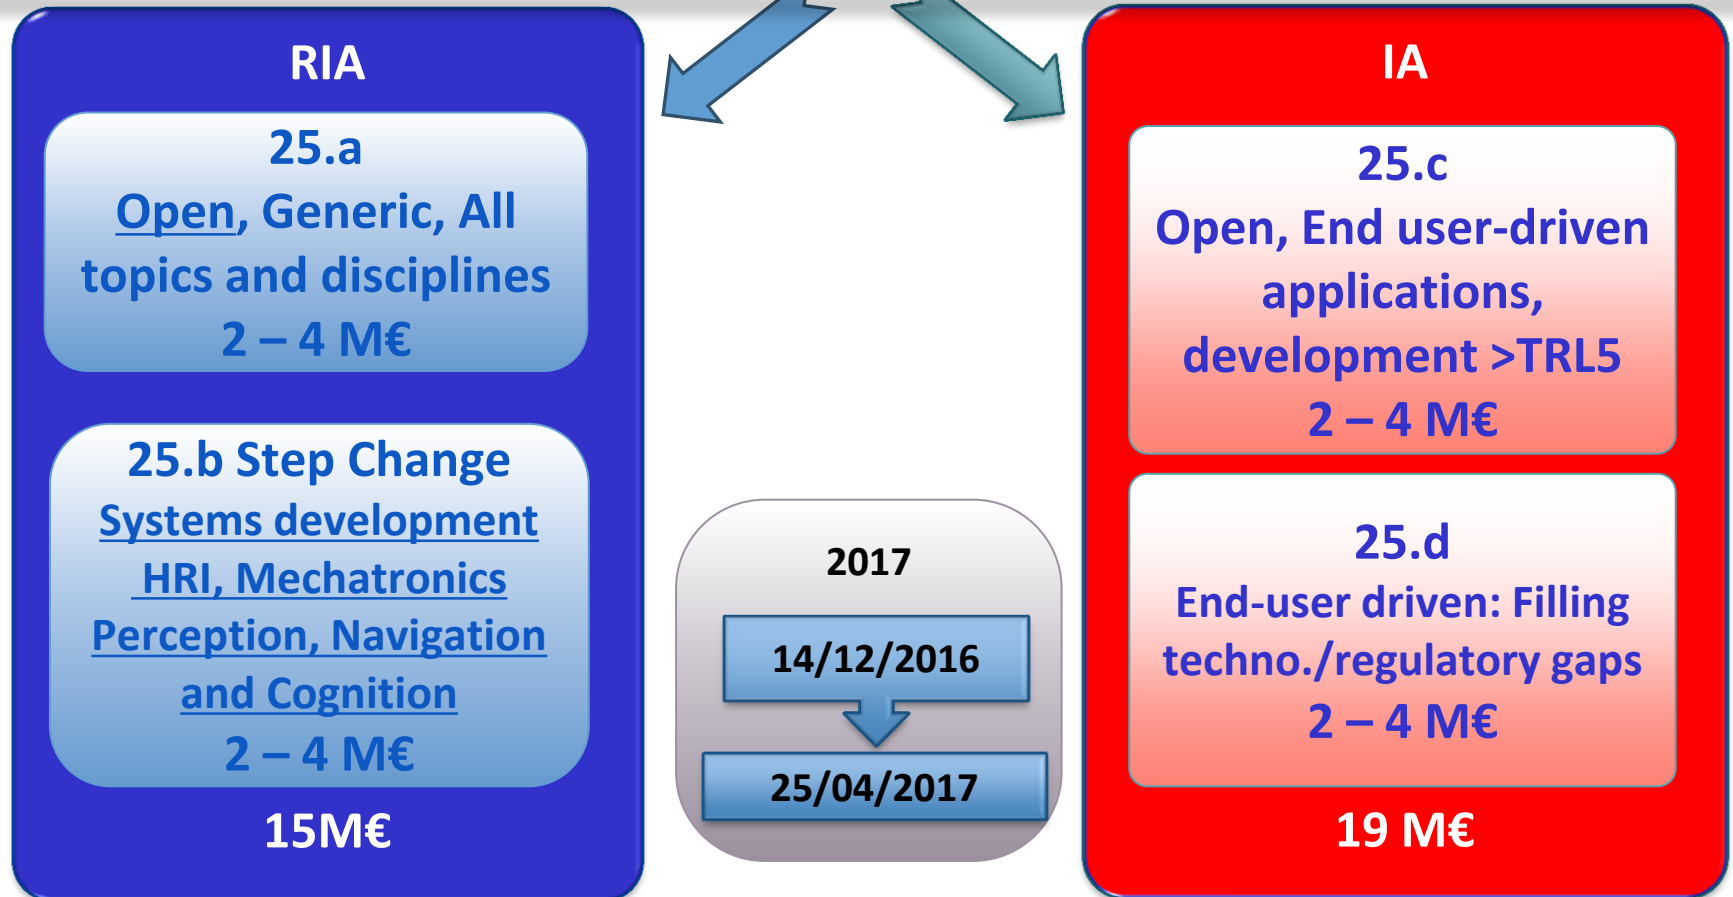 RIA
25.a
Open, Generic, All
topics and disciplines
2 – 4 M€
25.b Step Change
Systems development
HRI, Mechatronics
Perception, Navigation
and Cognition
2 – 4 M€
15M€
2017
14/12/2016
25/04/2017
IA
25.c
Open, End user-driven
applications,
development >TRL5
2 – 4 M€
25.d
End-user driven: Filling
techno./regulatory gaps
2 – 4 M€
19 M€